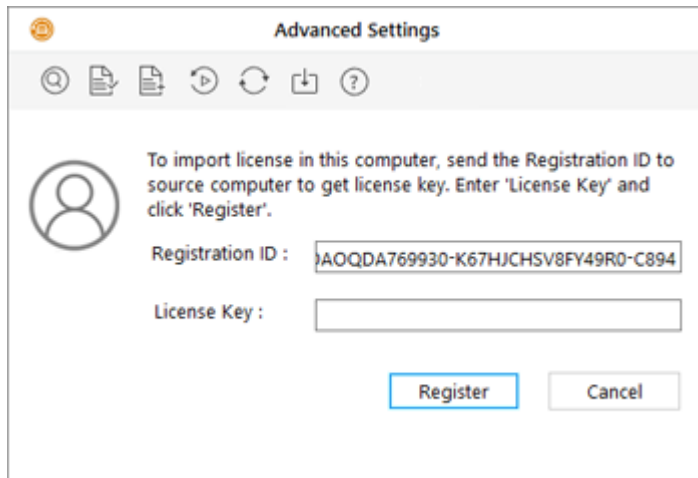 Advanced Settings
To import license in this computer, send the Registration ID to
source computer to get license key. Enter 'License Key' and
click 'Register'.
Registration ID : AOQDA769930-K67HJCHSV8FY49R0-C894
License Key :
Register Cancel